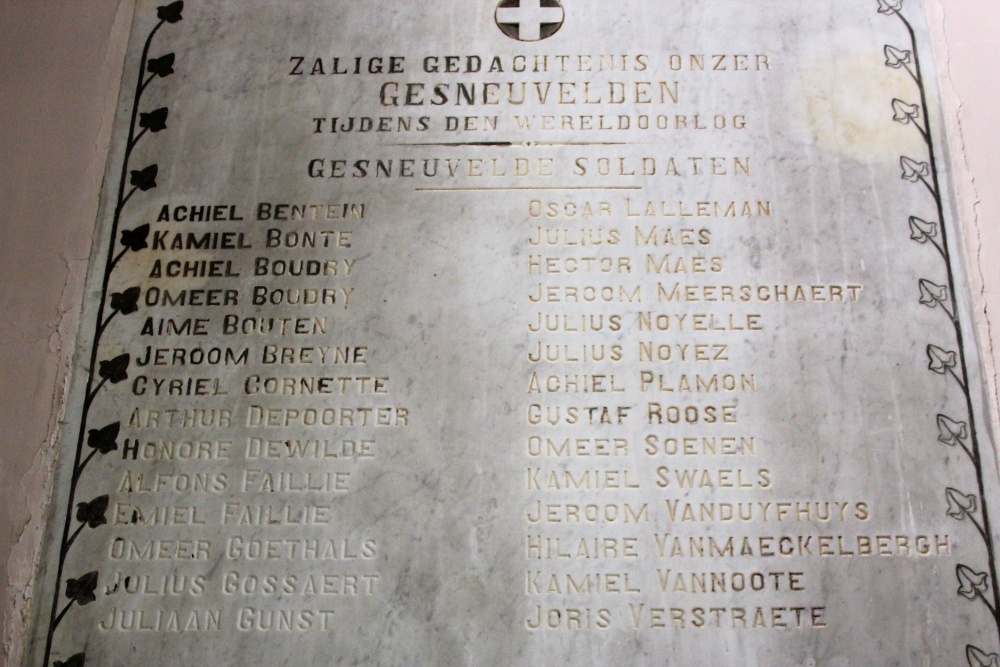 ZALIGE GEDACHTENIS ONZER
GESNEUVELDEN
TIJDENS DEN WERELDOORLOG
GESNEUVELDE SOLDATEN
ACHIEL BENTEIN
KAMIEL BONTE
ACHIEL BOUDRY
OMEER BOUDRY
AIME BOUTEN
JEROOM BREYNE
CYRIEL CORNETTE
ARTHUR DEPOORTER
HONORE DEWILDE
ALFONS FAILLIE
EMIEL FAILLIE
OMEER GOETHALS
JULIUS GOSSAERT
JULIAAN GUNST
OSCAR LALLEMAN
JULIUS MAES
HECTOR MAES
JEROOM MEERSCHAERT
JULIUS NOYELLE
JULIUS NOYEZ
ACHIEL PLAMON
GUSTAF ROOSE
OMEER SOENEN
KAMIEL SWAELS
JEROOM VANDUYFHUYS
HILAIRE VANMAECKELBERGH
KAMIEL VANNOOTE
JORIS VERSTRAETE